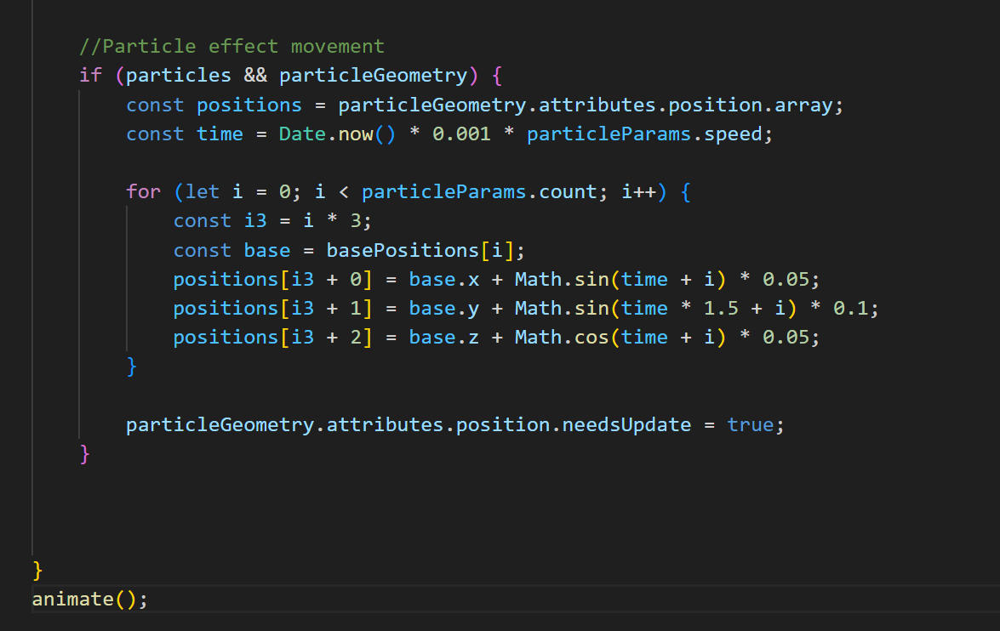 //Particle effect movement
if (particles && particleGeometry) {
const positions = particleGeometry.attributes.position.array;
const time = Date.now() * 0.001 * particleParams.speed;
for (let i = 0; i < particleParams.count; i++) {
const i3 = i * 3;
const base = basePositions[i];
positions[i3 + 0] = base.x + Math.sin(time + i) * 0.05;
positions[i3 + 1] = base.y + Math.sin(time * 1.5 + i) * 0.1;
positions[i3 + 2] = base.z + Math.cos(time + i) * 0.05;
}
particleGeometry.attributes.position.needsUpdate = true;
}
}
animate();